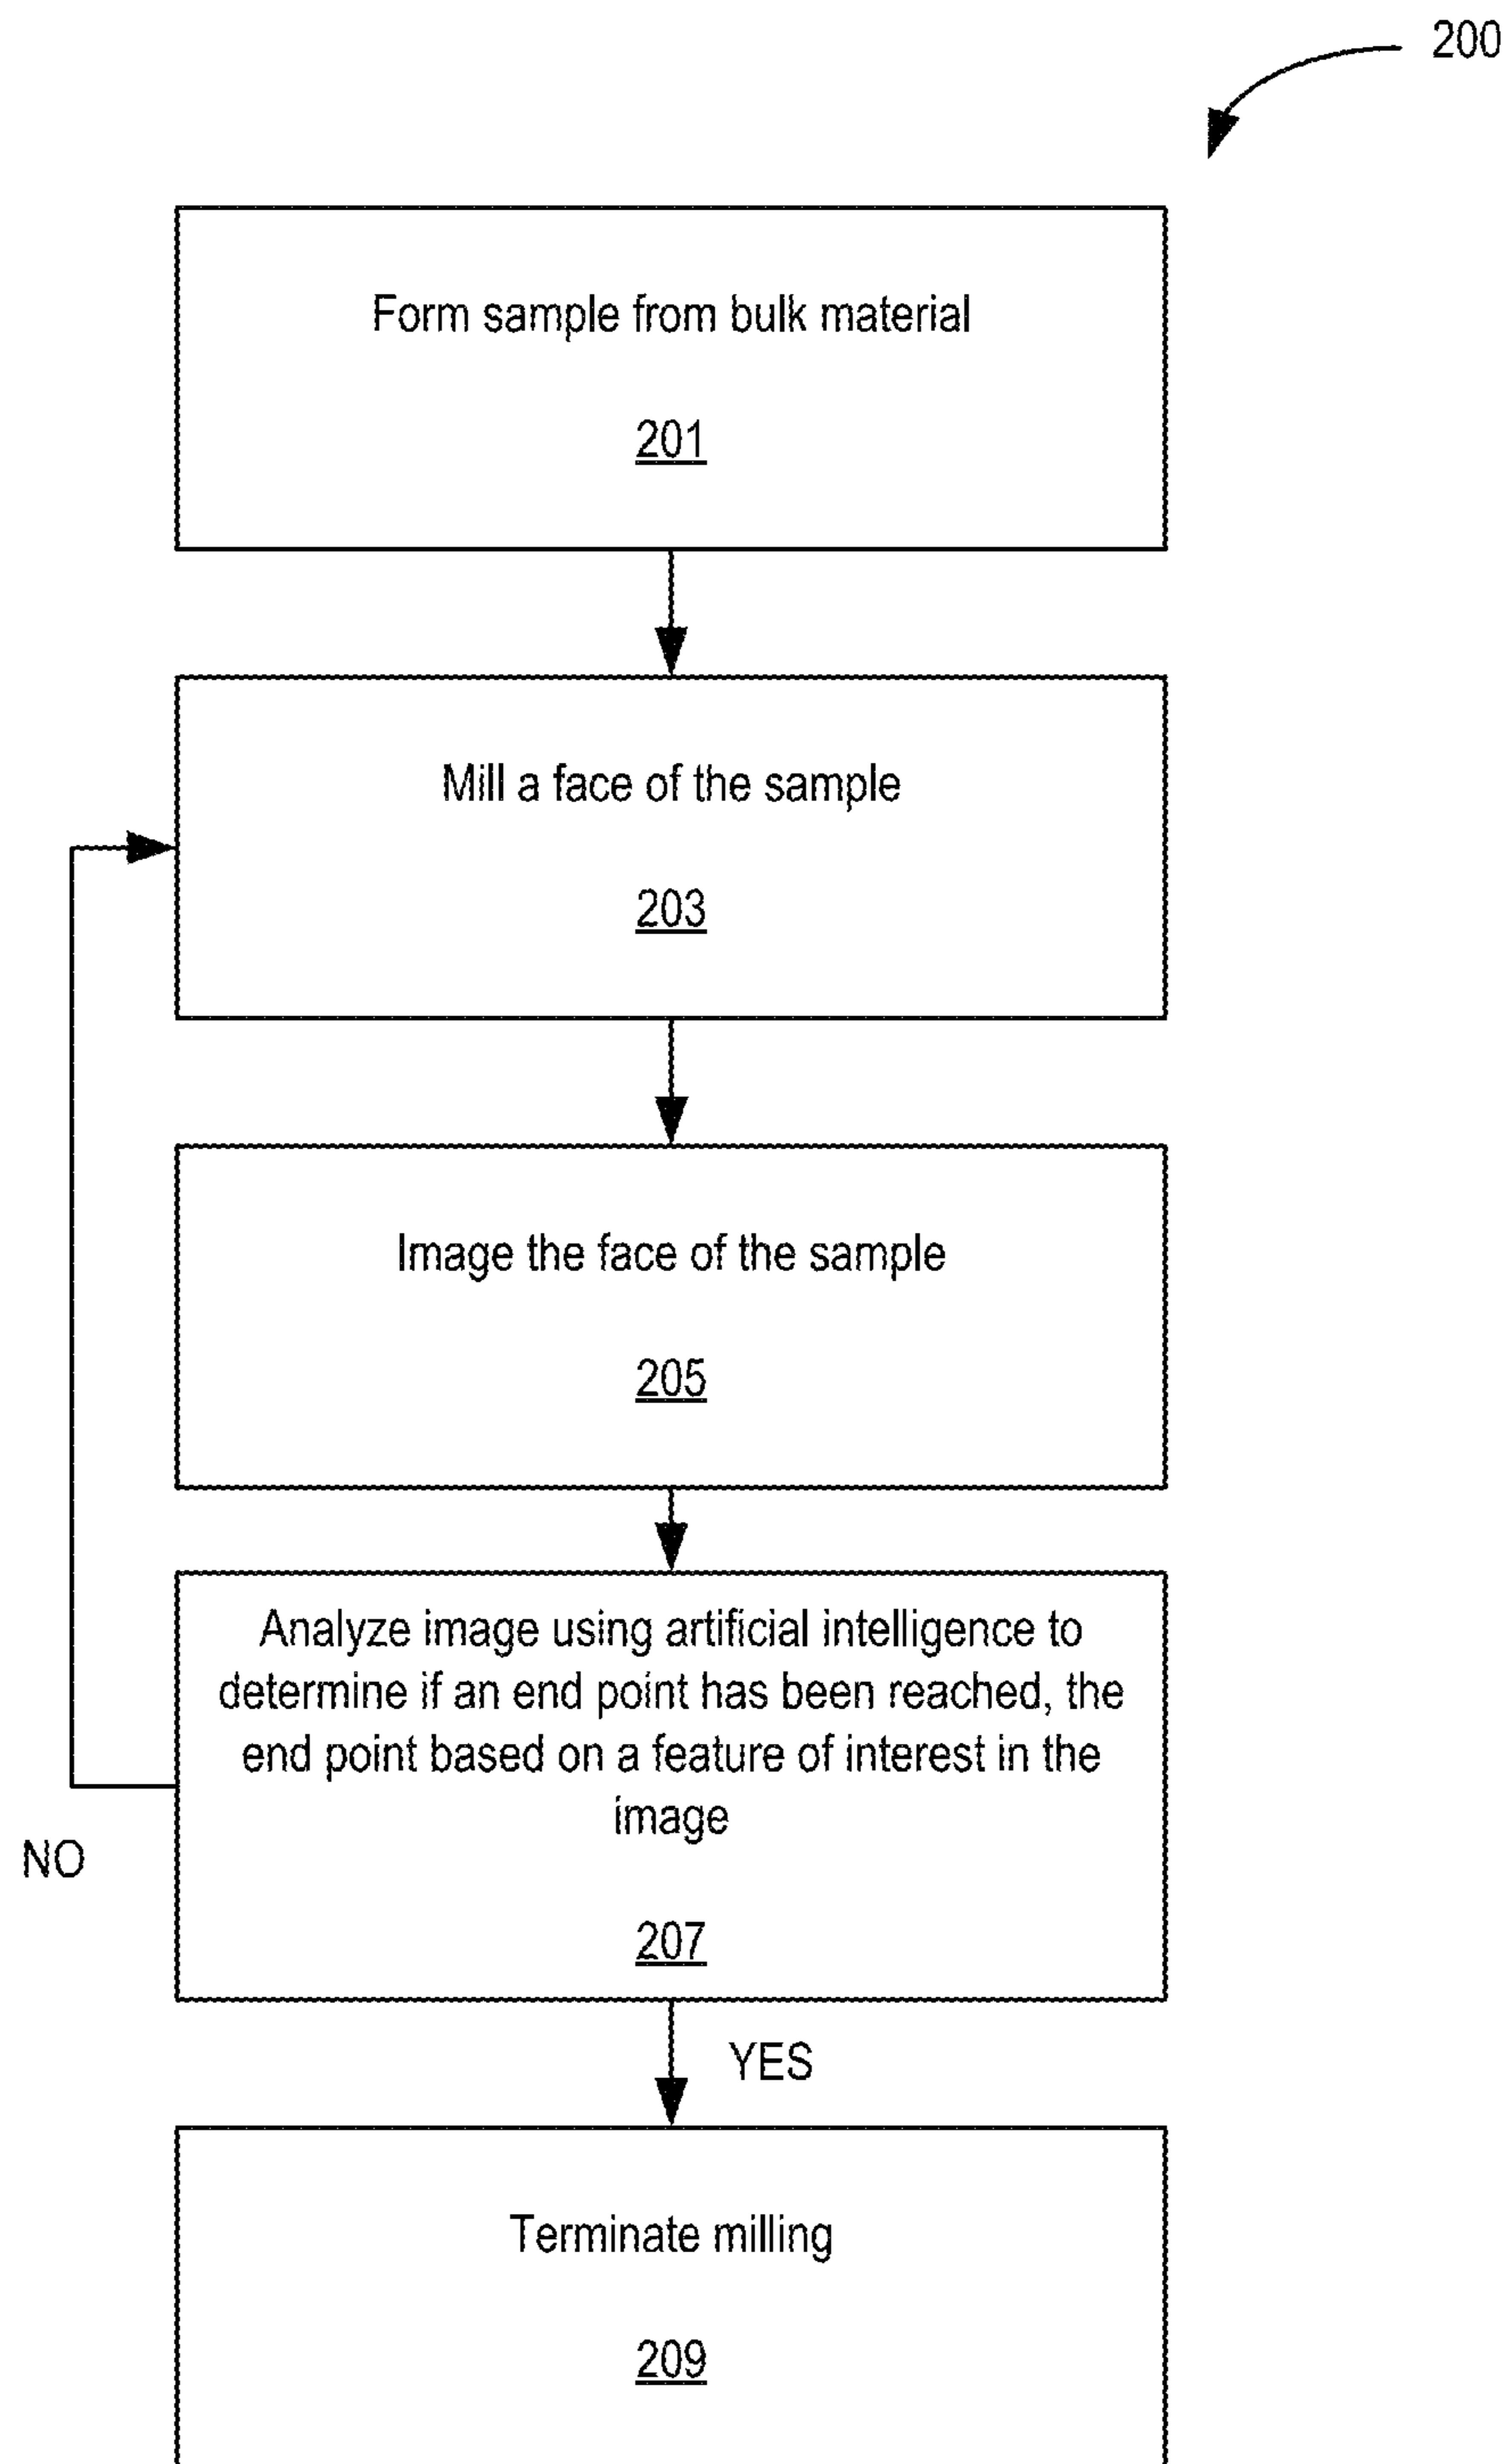 200
Form sample from bulk material
201
Mill a face of the sample
203
Image the face of the sample
205
Analyze image using artificial intelligence to
determine if an end point has been reached, the
end point based on a feature of interest in the
image
207
NO
YES
Terminate milling
209